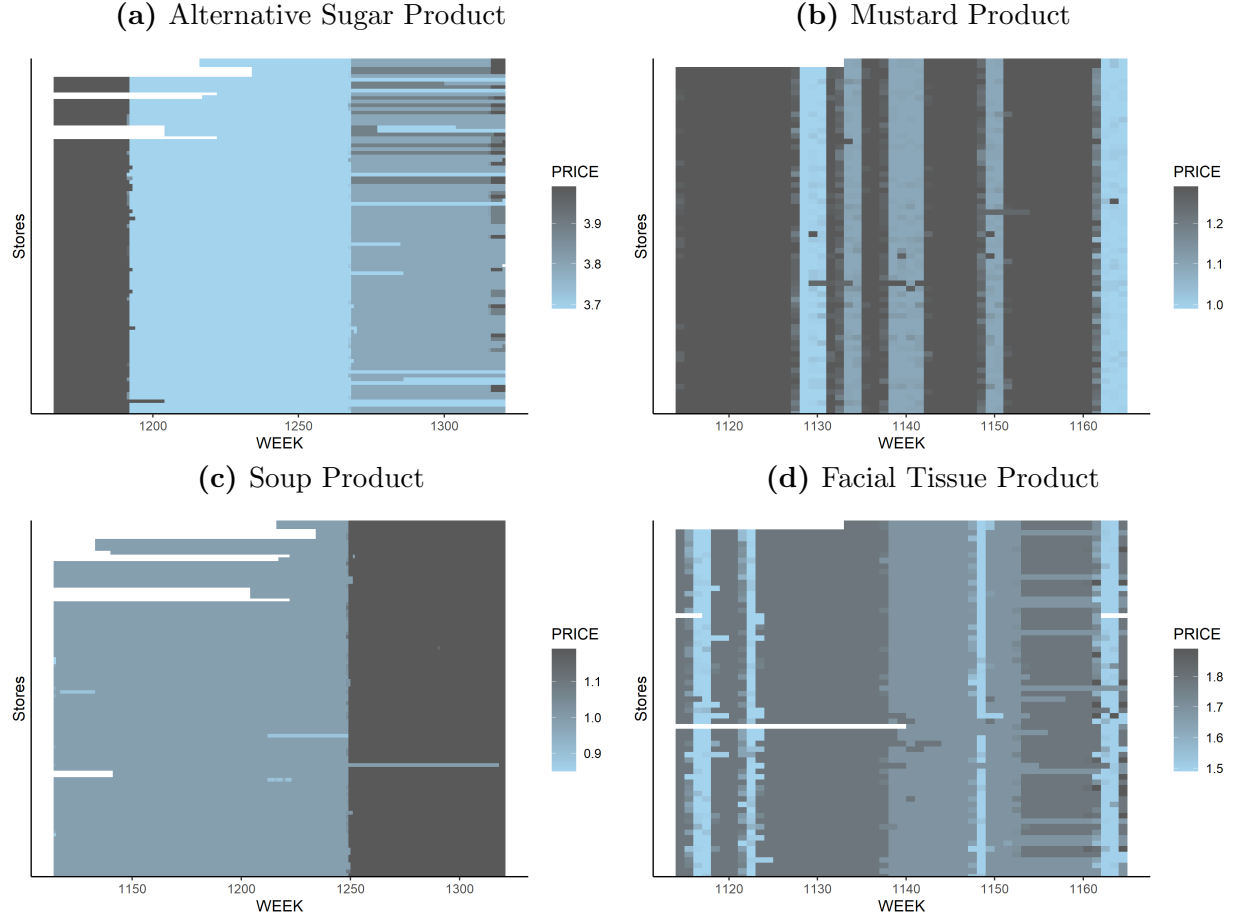 (a) Alternative Sugar Product
Stores
1200
1250
1300
WEEK
PRICE
3.9
3.8
3.7
(b) Mustard Product
Stores
1120
1130
1140
1150
1160
WEEK
PRICE
1.2
1.1
1.0
(c) Soup Product
Stores
1150
1200
1250
1300
WEEK
PRICE
1.1
1.0
0.9
(d) Facial Tissue Product
Stores
1120
1130
1140
1150
1160
WEEK
PRICE
1.8
1.7
1.6
1.5